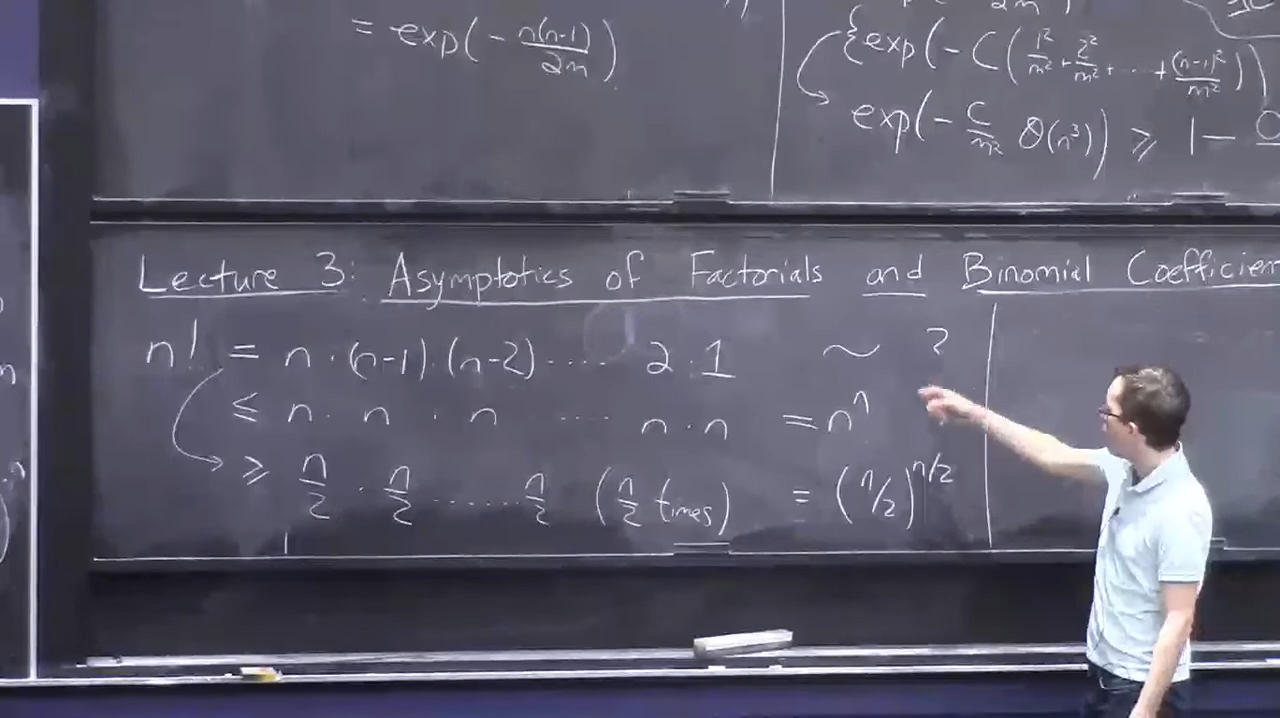 = exp(- n(n-1)/2m)
2m
{exp(- C(1²/m² + 2²/m² + ... + (n-1)²/m²))
exp(- C/m² Θ(n³)) ≥ 1 -
Lecture 3: Asymptotics of Factorials and Binomial Coefficien
n! = n · (n-1) · (n-2) ..... 2 · 1 ~ ?
≤ n · n · n .... n · n = nⁿ
≥ n/2 · n/2 ...... n/2 (n/2 times) = (n/2)^(n/2)